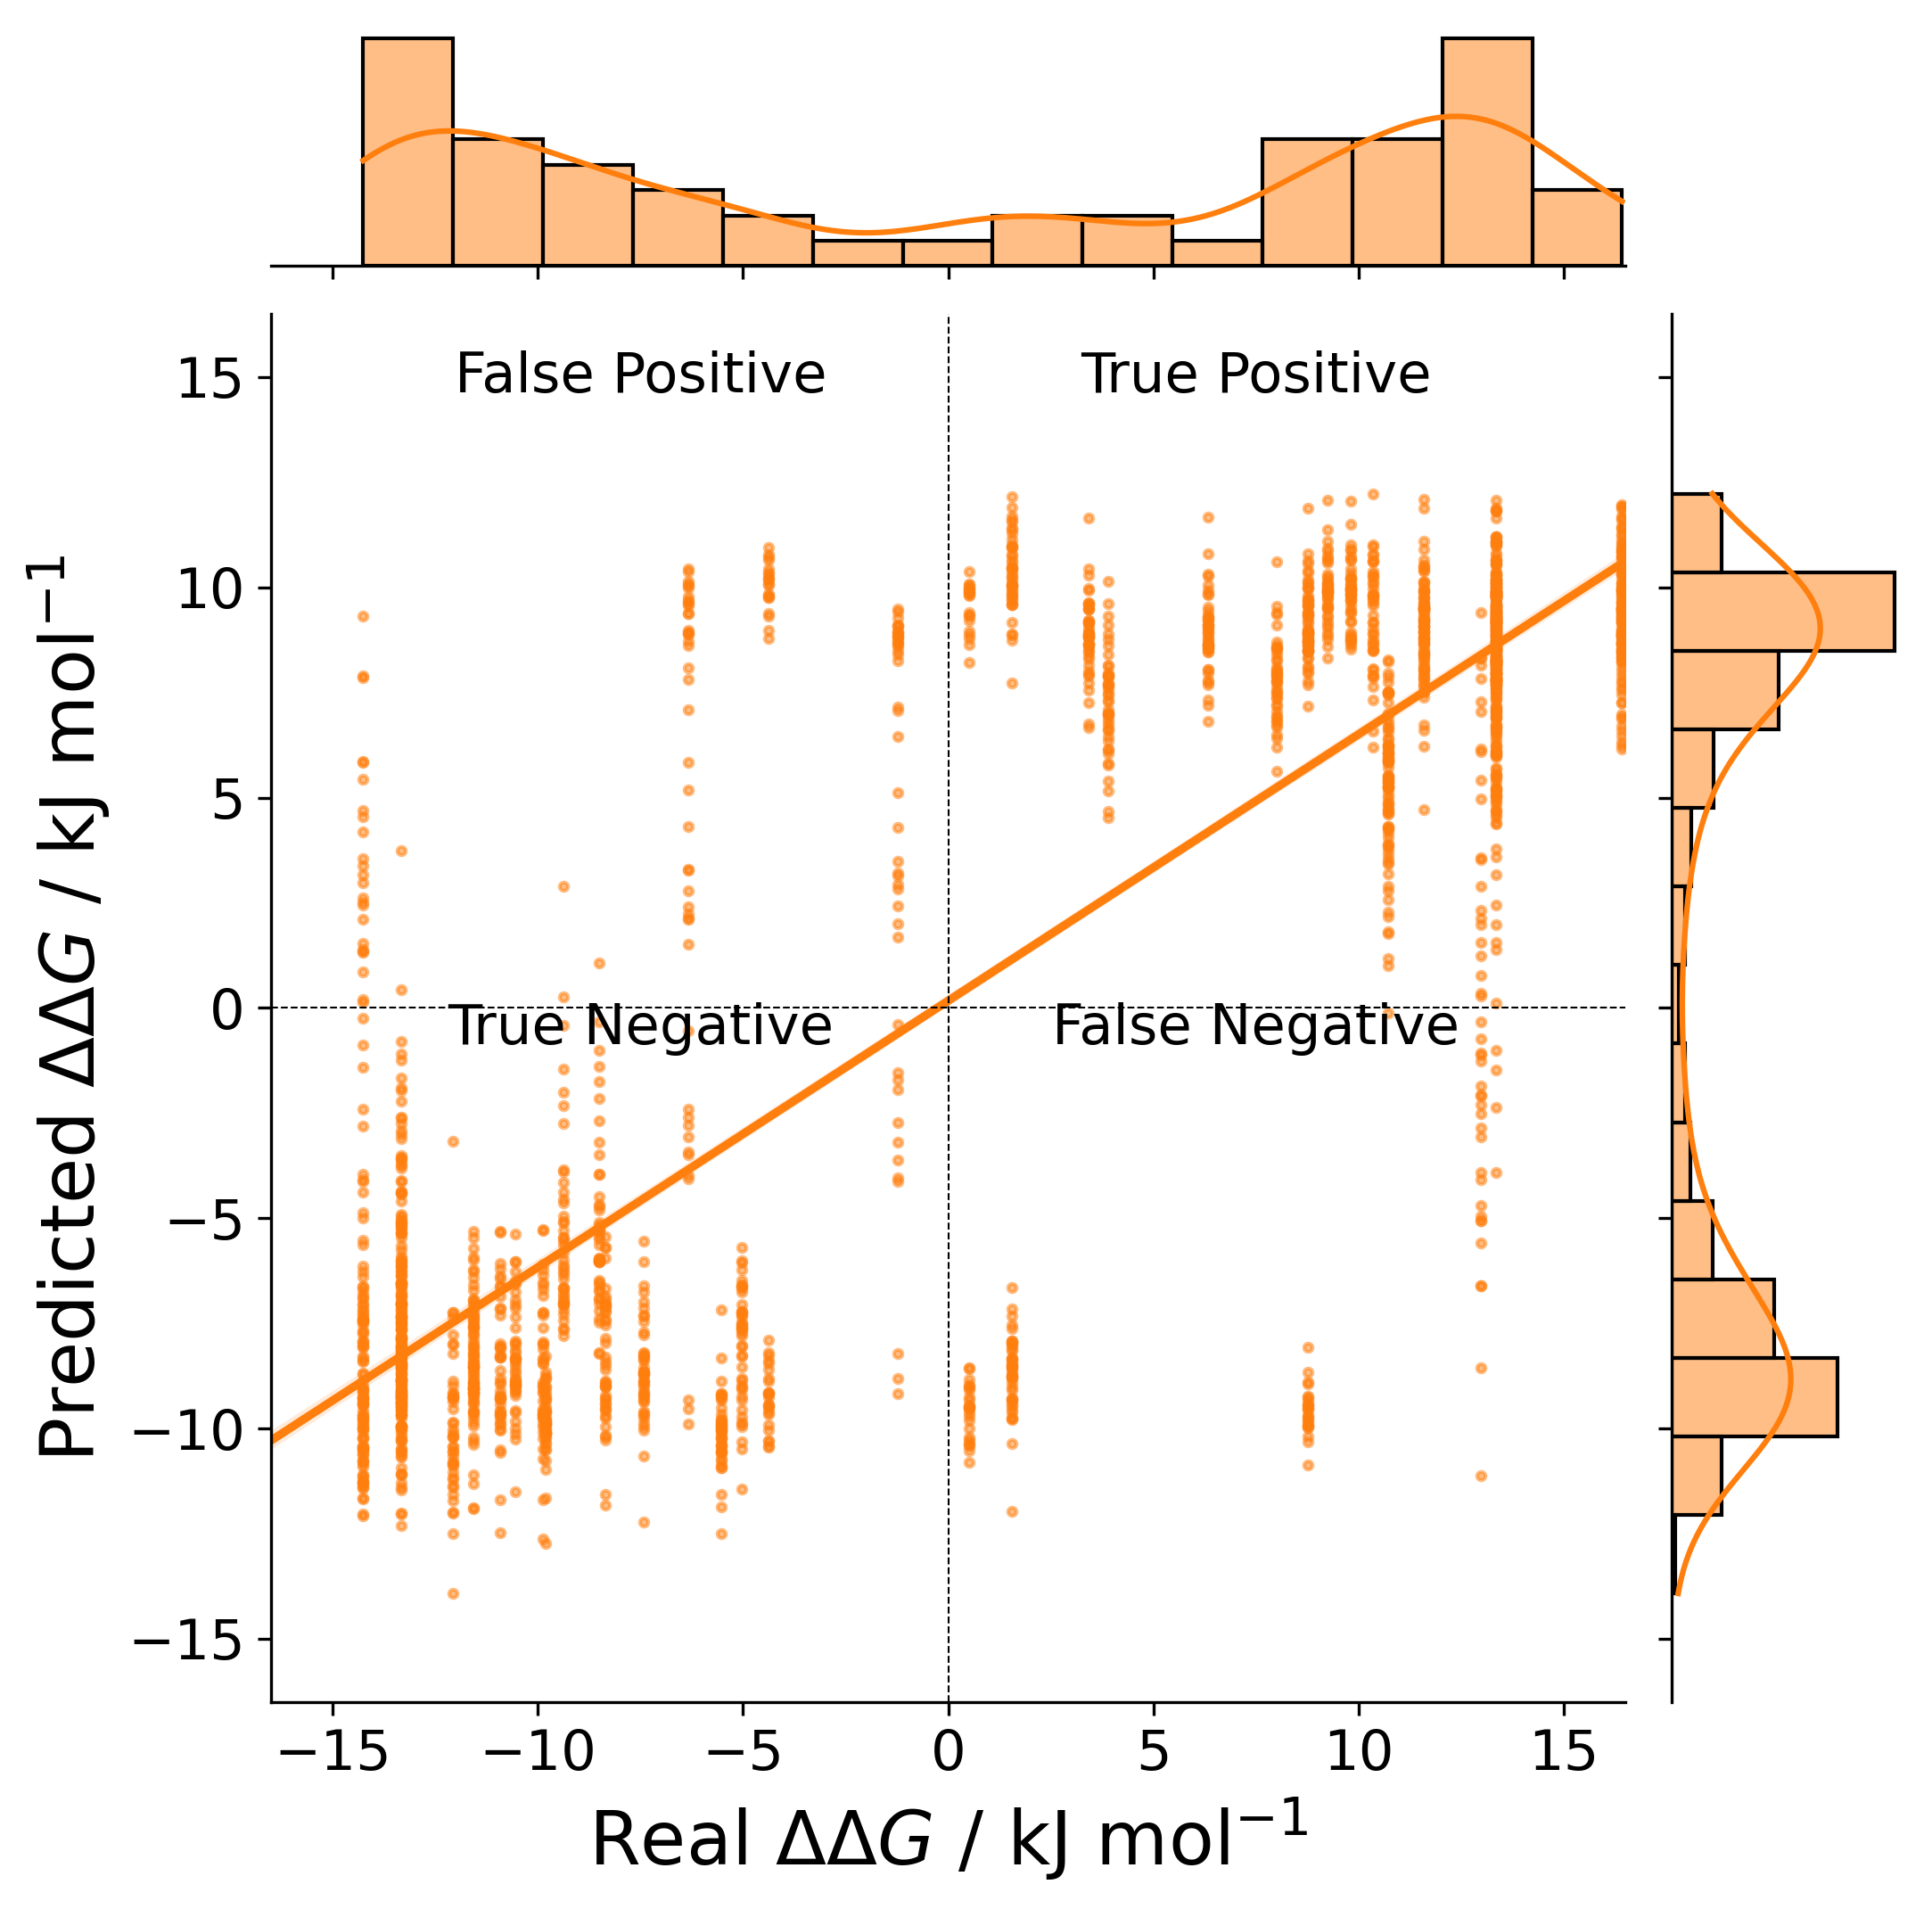 False Positive
True Positive
True Negative
False Negative
15
10
5
0
−5
−10
−15
−15
−10
−5
0
5
10
15
Predicted ΔΔG / kJ mol⁻¹
Real ΔΔG / kJ mol⁻¹